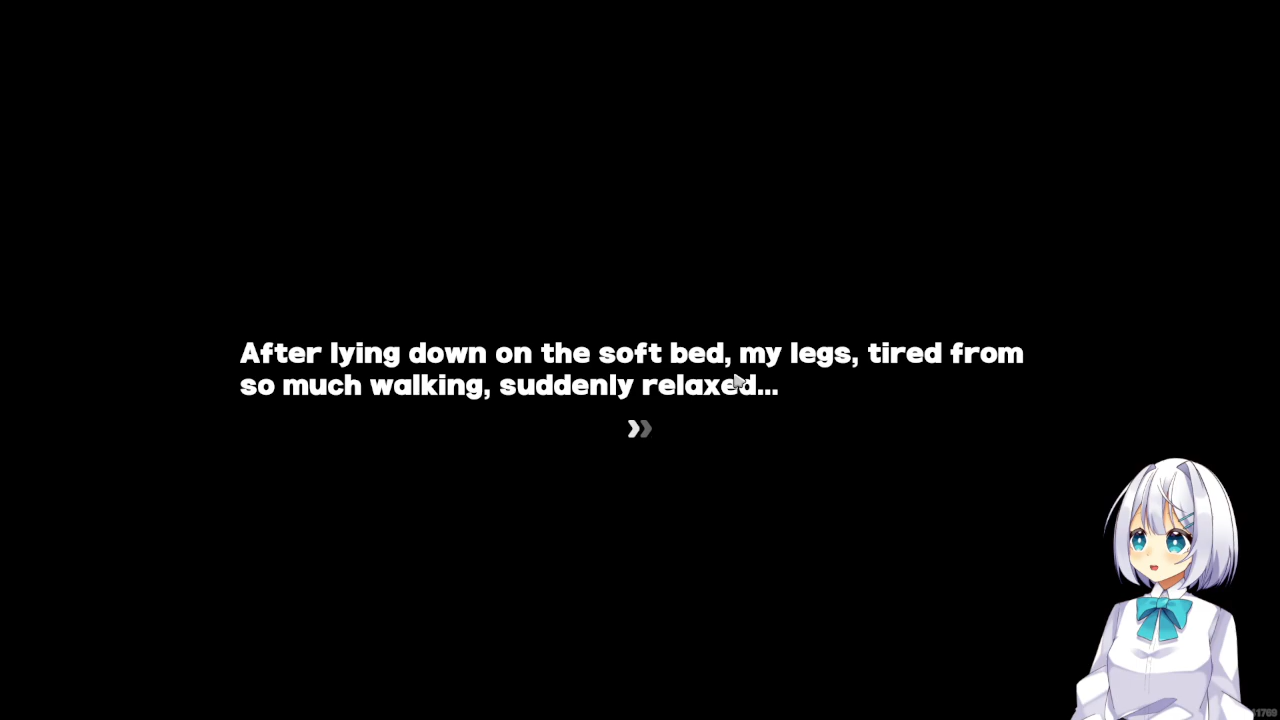 After lying down on the soft bed, my legs, tired from
so much walking, suddenly relaxed...